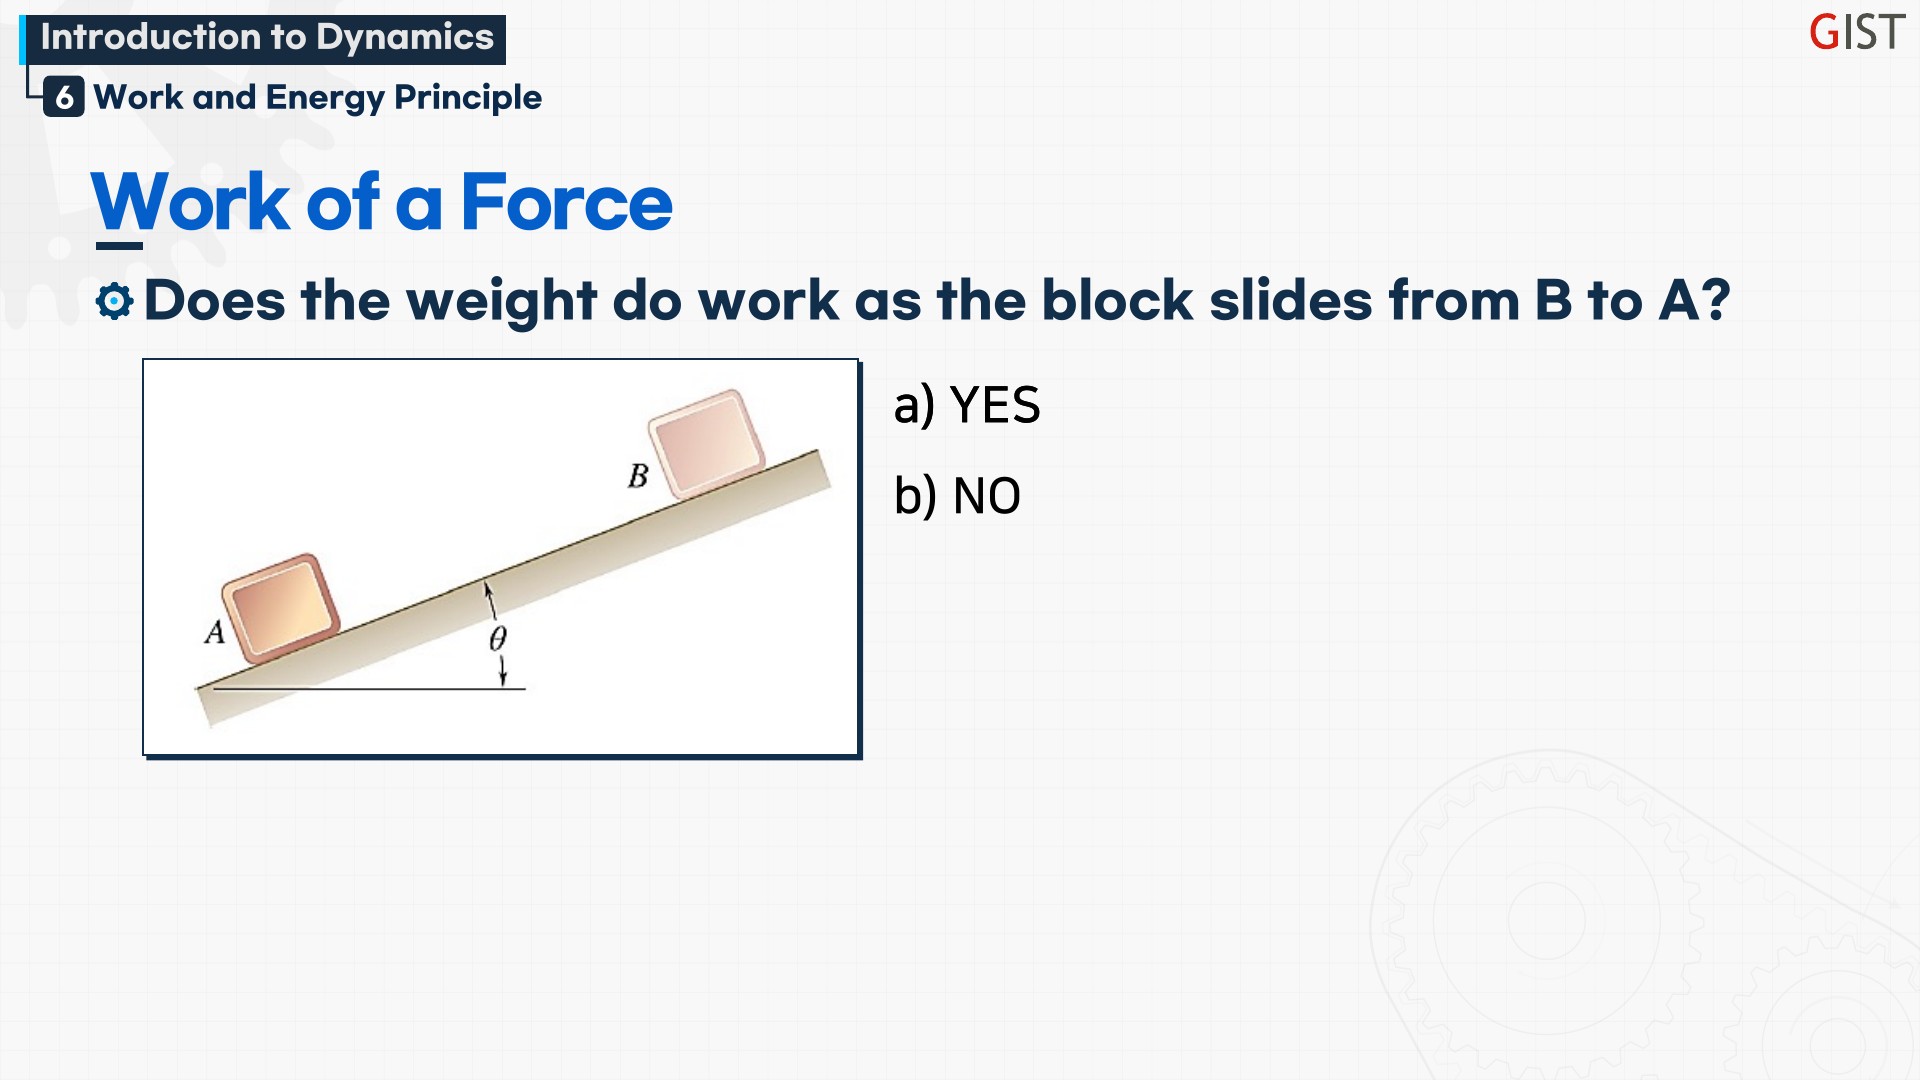 Introduction to Dynamics
GIST
6 Work and Energy Principle
Work of a Force
Does the weight do work as the block slides from B to A?
a) YES
b) NO
B
A
θ